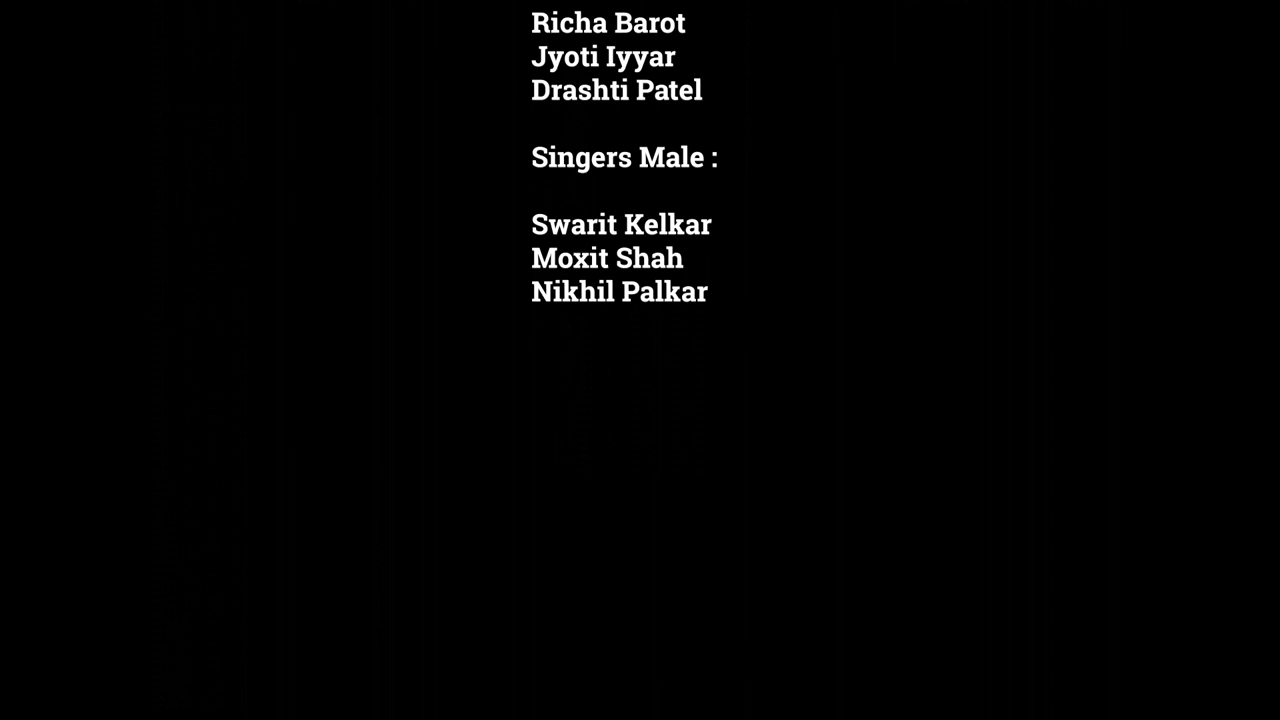 Richa Barot
Jyoti Iyyar
Drashti Patel
Singers Male :
Swarit Kelkar
Moxit Shah
Nikhil Palkar